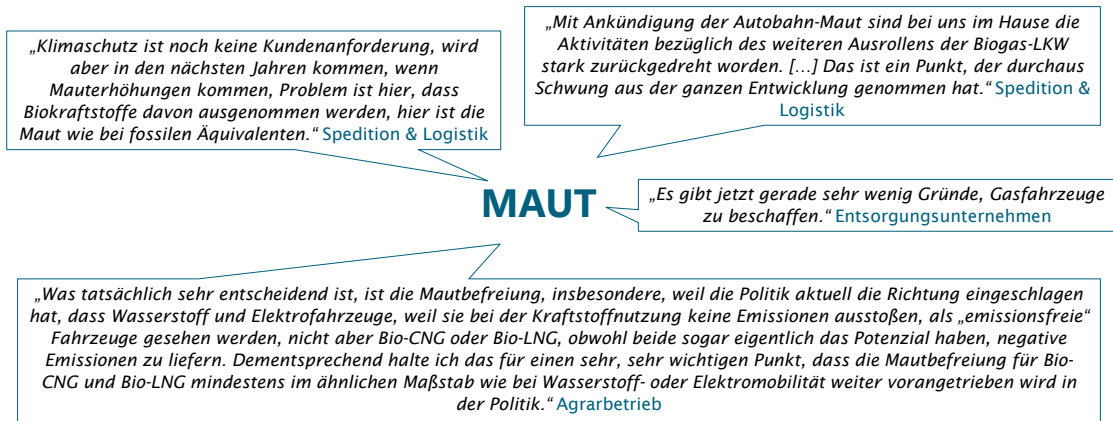 „Klimaschutz ist noch keine Kundenanforderung, wird
aber in den nächsten Jahren kommen, wenn
Mauterhöhungen kommen, Problem ist hier, dass
Biokraftstoffe davon ausgenommen werden, hier ist die
Maut wie bei fossilen Äquivalenten.“ Spedition & Logistik
„Mit Ankündigung der Autobahn-Maut sind bei uns im Hause die
Aktivitäten bezüglich des weiteren Ausrollens der Biogas-LKW
stark zurückgedreht worden. […] Das ist ein Punkt, der durchaus
Schwung aus der ganzen Entwicklung genommen hat.“ Spedition &
Logistik
MAUT
„Es gibt jetzt gerade sehr wenig Gründe, Gasfahrzeuge
zu beschaffen.“ Entsorgungsunternehmen
„Was tatsächlich sehr entscheidend ist, ist die Mautbefreiung, insbesondere, weil die Politik aktuell die Richtung eingeschlagen
hat, dass Wasserstoff und Elektrofahrzeuge, weil sie bei der Kraftstoffnutzung keine Emissionen ausstoßen, als „emissionsfreie“
Fahrzeuge gesehen werden, nicht aber Bio-CNG oder Bio-LNG, obwohl beide sogar eigentlich das Potenzial haben, negative
Emissionen zu liefern. Dementsprechend halte ich das für einen sehr, sehr wichtigen Punkt, dass die Mautbefreiung für Bio-
CNG und Bio-LNG mindestens im ähnlichen Maßstab wie bei Wasserstoff- oder Elektromobilität weiter vorangetrieben wird in
der Politik.“ Agrarbetrieb